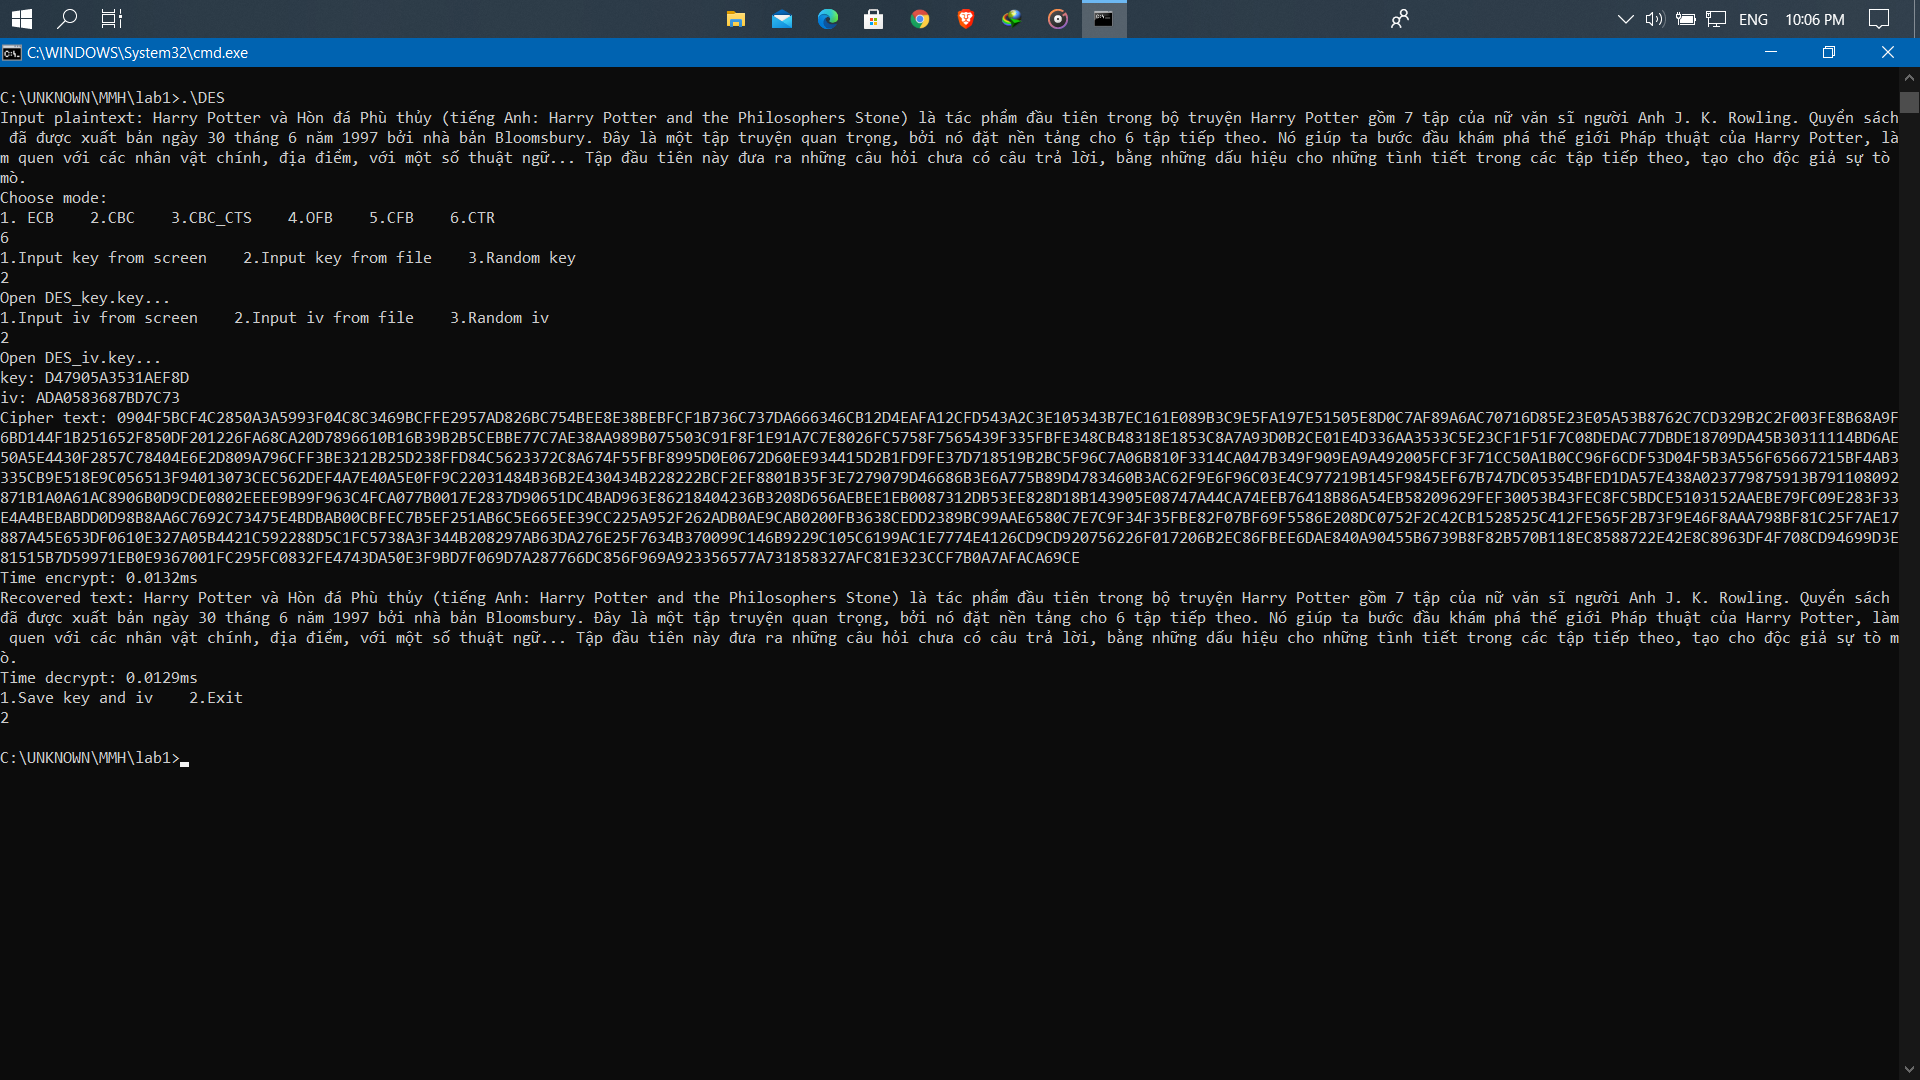 ENG
10:06 PM
C:\WINDOWS\System32\cmd.exe
C:\UNKNOWN\MMH\lab1>.\DES
Input plaintext: Harry Potter và Hòn đá Phù thủy (tiếng Anh: Harry Potter and the Philosophers Stone) là tác phẩm đầu tiên trong bộ truyện Harry Potter gồm 7 tập của nữ văn sĩ người Anh J. K. Rowling. Quyển sách
đã được xuất bản ngày 30 tháng 6 năm 1997 bởi nhà bản Bloomsbury. Đây là một tập truyện quan trọng, bởi nó đặt nền tảng cho 6 tập tiếp theo. Nó giúp ta bước đầu khám phá thế giới Pháp thuật của Harry Potter, là
m quen với các nhân vật chính, địa điểm, với một số thuật ngữ... Tập đầu tiên này đưa ra những câu hỏi chưa có câu trả lời, bằng những dấu hiệu cho những tình tiết trong các tập tiếp theo, tạo cho độc giả sự tò
mò.
Choose mode:
1. ECB    2.CBC    3.CBC_CTS    4.OFB    5.CFB    6.CTR
6
1.Input key from screen    2.Input key from file    3.Random key
2
Open DES_key.key...
1.Input iv from screen    2.Input iv from file    3.Random iv
2
Open DES_iv.key...
key: D47905A3531AEF8D
iv: ADA0583687BD7C73
Cipher text: 0904F5BCF4C2850A3A5993F04C8C3469BCFFE2957AD826BC754BEE8E38BEBFCF1B736C737DA666346CB12D4EAFA12CFD543A2C3E105343B7EC161E089B3C9E5FA197E51505E8D0C7AF89A6AC70716D85E23E05A53B8762C7CD329B2C2F003FE8B68A9F
6BD144F1B251652F850DF201226FA68CA20D7896610B16B39B2B5CEBBE77C7AE38AA989B075503C91F8F1E91A7C7E8026FC5758F7565439F335FBFE348CB48318E1853C8A7A93D0B2CE01E4D336AA3533C5E23CF1F51F7C08DEDAC77DBDE18709DA45B30311114BD6AE
50A5E4430F2857C78404E6E2D809A796CFF3BE3212B25D238FFD84C5623372C8A674F55FBF8995D0E0672D60EE934415D2B1FD9FE37D718519B2BC5F96C7A06B810F3314CA047B349F909EA9A492005FCF3F71CC50A1B0CC96F6CDF53D04F5B3A556F65667215BF4AB3
335CB9E518E9C056513F94013073CEC562DEF4A7E40A5E0FF9C22031484B36B2E430434B228222BCF2EF8801B35F3E7279079D46686B3E6A775B89D4783460B3AC62F9E6F96C03E4C977219B145F9845EF67B747DC05354BFED1DA57E438A023779875913B791108092
871B1A0A61AC8906B0D9CDE0802EEEE9B99F963C4FCA077B0017E2837D90651DC4BAD963E86218404236B3208D656AEBEE1EB0087312DB53EE828D18B143905E08747A44CA74EEB76418B86A54EB58209629FEF30053B43FEC8FC5BDCE5103152AAEBE79FC09E283F33
E4A4BEBABDD0D98B8AA6C7692C73475E4BDBAB00CBFEC7B5EF251AB6C5E665EE39CC225A952F262ADB0AE9CAB0200FB3638CEDD2389BC99AAE6580C7E7C9F34F35FBE82F07BF69F5586E208DC0752F2C42CB1528525C412FE565F2B73F9E46F8AAA798BF81C25F7AE17
887A45E653DF0610E327A05B4421C592288D5C1FC5738A3F344B208297AB63DA276E25F7634B370099C146B9229C105C6199AC1E7774E4126CD9CD920756226F017206B2EC86FBEE6DAE840A90455B6739B8F82B570B118EC8588722E42E8C8963DF4F708CD94699D3E
81515B7D59971EB0E9367001FC295FC0832FE4743DA50E3F9BD7F069D7A287766DC856F969A923356577A731858327AFC81E323CCF7B0A7AFACA69CE
Time encrypt: 0.0132ms
Recovered text: Harry Potter và Hòn đá Phù thủy (tiếng Anh: Harry Potter and the Philosophers Stone) là tác phẩm đầu tiên trong bộ truyện Harry Potter gồm 7 tập của nữ văn sĩ người Anh J. K. Rowling. Quyển sách
đã được xuất bản ngày 30 tháng 6 năm 1997 bởi nhà bản Bloomsbury. Đây là một tập truyện quan trọng, bởi nó đặt nền tảng cho 6 tập tiếp theo. Nó giúp ta bước đầu khám phá thế giới Pháp thuật của Harry Potter, làm
quen với các nhân vật chính, địa điểm, với một số thuật ngữ... Tập đầu tiên này đưa ra những câu hỏi chưa có câu trả lời, bằng những dấu hiệu cho những tình tiết trong các tập tiếp theo, tạo cho độc giả sự tò m
ò.
Time decrypt: 0.0129ms
1.Save key and iv    2.Exit
2
C:\UNKNOWN\MMH\lab1>